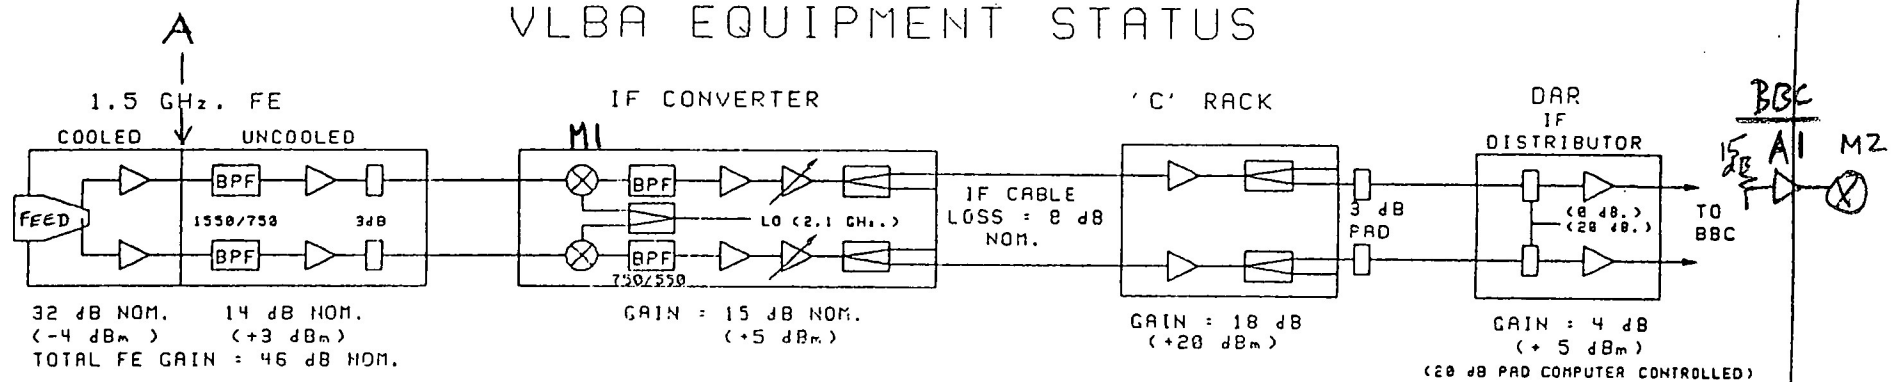 VLBA EQUIPMENT STATUS
A
1.5 GHz. FE
COOLED
UNCOOLED
FEED
BPF
1550/750
3dB
BPF
32 dB NOM.
(-4 dBm )
14 dB NOM.
(+3 dBm)
TOTAL FE GAIN : 46 dB NOM.
IF CONVERTER
M1
BPF
LO (2.1 GHz.)
BPF
750/550
GAIN : 15 dB NOM.
(+5 dBm)
IF CABLE
LOSS : 8 dB
NOM.
'C' RACK
GAIN : 18 dB
(+20 dBm)
3 dB
PAD
DAR
IF
DISTRIBUTOR
(0 dB.)
(20 dB.)
GAIN : 4 dB
(+ 5 dBm)
(20 dB PAD COMPUTER CONTROLLED)
TO
BBC
BBC
15
dB
A1
M2